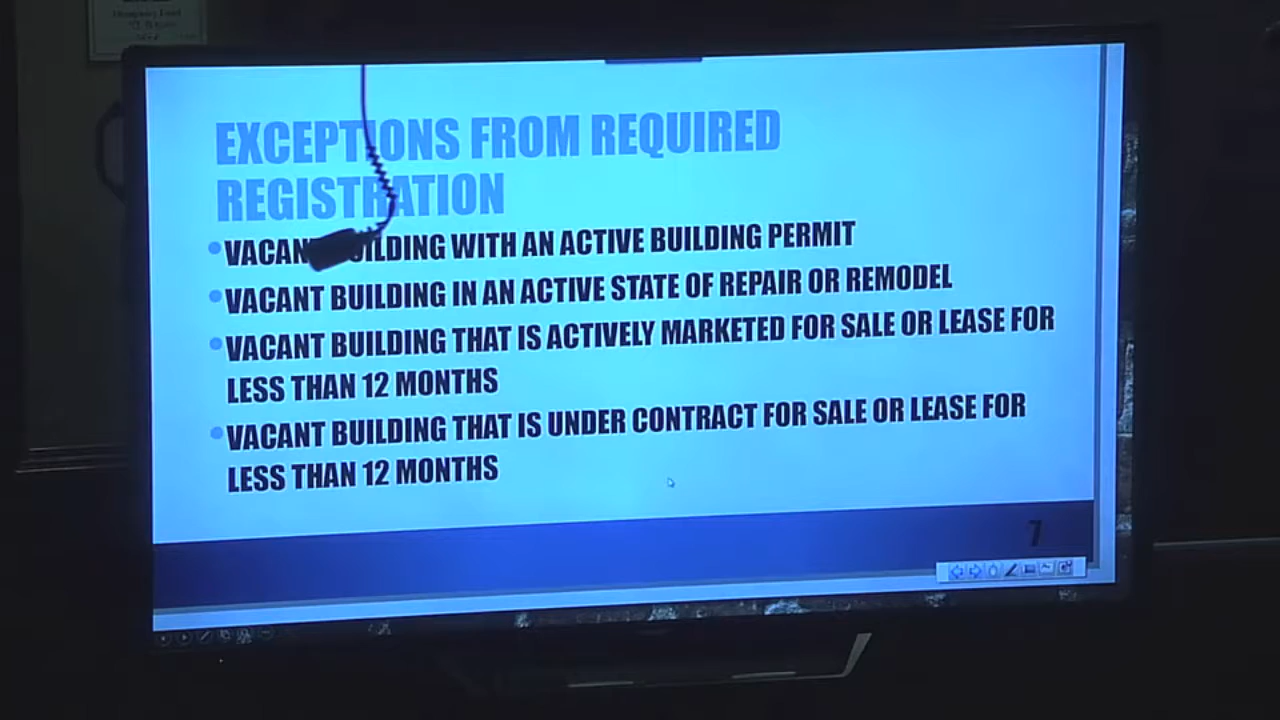 EXCEPTIONS FROM REQUIRED
REGISTRATION
VACANT BUILDING WITH AN ACTIVE BUILDING PERMIT
VACANT BUILDING IN AN ACTIVE STATE OF REPAIR OR REMODEL
VACANT BUILDING THAT IS ACTIVELY MARKETED FOR SALE OR LEASE FOR
LESS THAN 12 MONTHS
VACANT BUILDING THAT IS UNDER CONTRACT FOR SALE OR LEASE FOR
LESS THAN 12 MONTHS
7